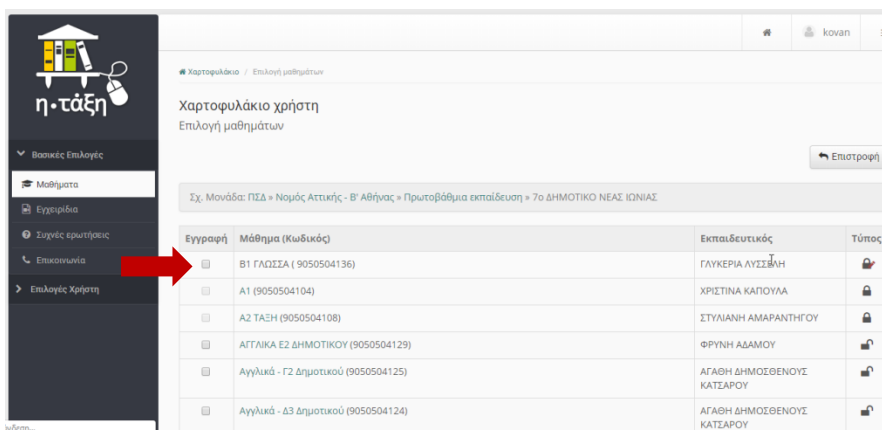 η•τάξη
kovan
Χαρτοφυλάκιο / Επιλογή μαθημάτων
Χαρτοφυλάκιο χρήστη
Επιλογή μαθημάτων
Επιστροφή
Βασικές Επιλογές
Μαθήματα
Εγχειρίδια
Συχνές ερωτήσεις
Επικοινωνία
Επιλογές Χρήστη
Σχ. Μονάδα: ΠΣΔ » Νομός Αττικής - Β' Αθήνας » Πρωτοβάθμια εκπαίδευση » 7ο ΔΗΜΟΤΙΚΟ ΝΕΑΣ ΙΩΝΙΑΣ
Εγγραφή Μάθημα (Κωδικός) Εκπαιδευτικός Τύπος
Β1 ΓΛΩΣΣΑ ( 9050504136) ΓΛΥΚΕΡΙΑ ΛΥΣΣΕΛΗ
Α1 (9050504104) ΧΡΙΣΤΙΝΑ ΚΑΠΟΥΛΑ
Α2 ΤΑΞΗ (9050504108) ΣΤΥΛΙΑΝΗ ΑΜΑΡΑΝΤΗΓΟΥ
ΑΓΓΛΙΚΑ Ε2 ΔΗΜΟΤΙΚΟΥ (9050504129) ΦΡΥΝΗ ΑΔΑΜΟΥ
Αγγλικά - Γ2 Δημοτικού (9050504125) ΑΓΑΘΗ ΔΗΜΟΣΘΕΝΟΥΣ
ΚΑΤΣΑΡΟΥ
Αγγλικά - Δ3 Δημοτικού (9050504124) ΑΓΑΘΗ ΔΗΜΟΣΘΕΝΟΥΣ
ΚΑΤΣΑΡΟΥ